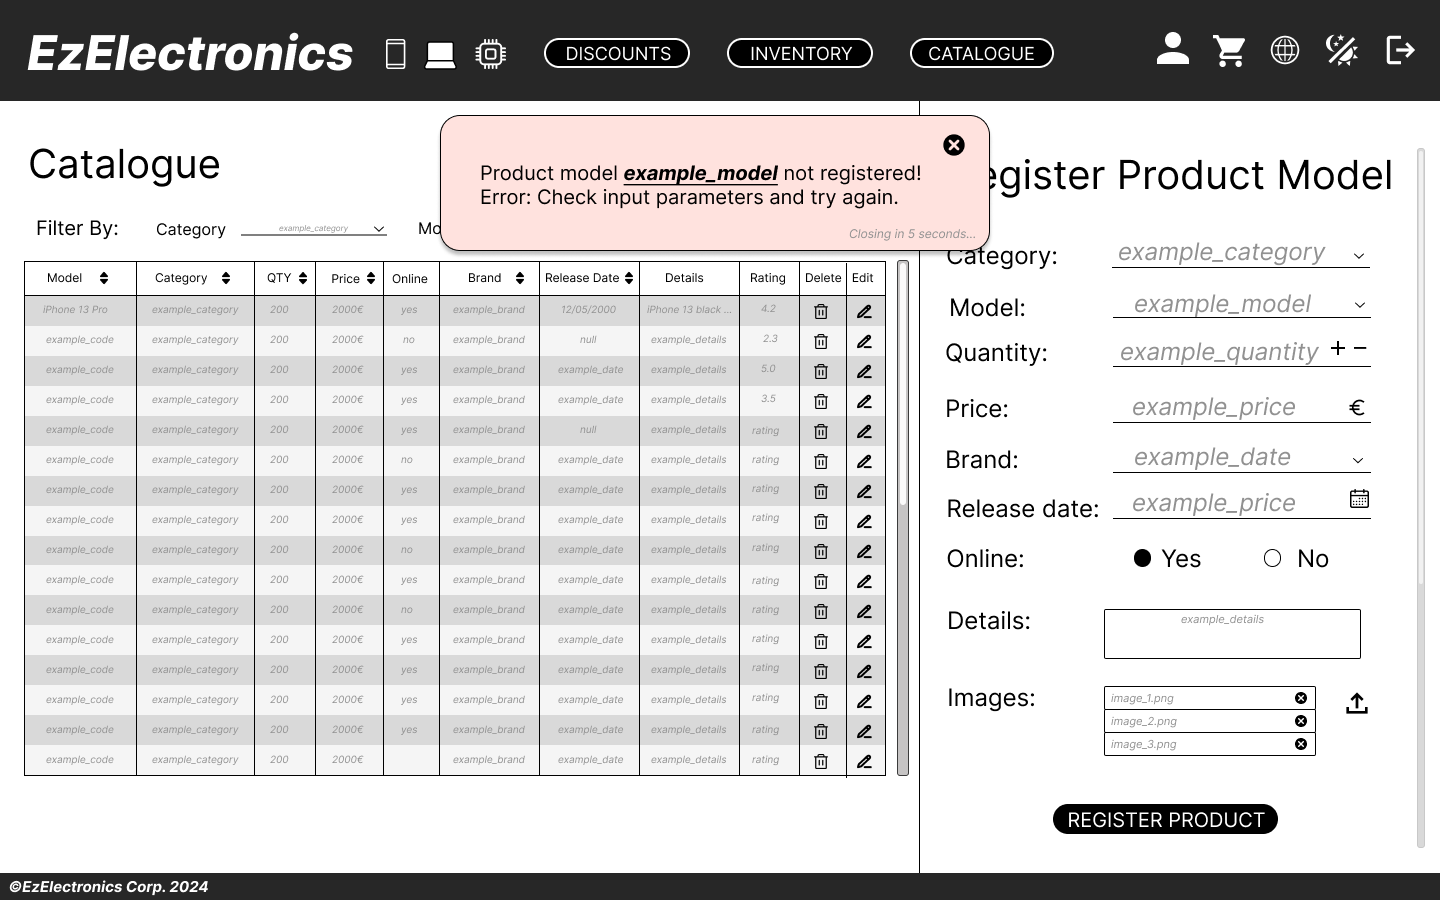 EzElectronics
DISCOUNTS
INVENTORY
CATALOGUE
Catalogue
Filter By:
Category
example_category
Mo
Product model example_model not registered!
Error: Check input parameters and try again.
Closing in 5 seconds...
Model Category QTY Price Online Brand Release Date Details Rating Delete Edit
iPhone 13 Pro example_category 200 2000€ yes example_brand 12/05/2000 iPhone 13 black ... 4.2
example_code example_category 200 2000€ no example_brand null example_details 2.3
example_code example_category 200 2000€ yes example_brand example_date example_details 5.0
example_code example_category 200 2000€ yes example_brand example_date example_details 3.5
example_code example_category 200 2000€ yes example_brand null example_details rating
example_code example_category 200 2000€ no example_brand example_date example_details rating
example_code example_category 200 2000€ yes example_brand example_date example_details rating
example_code example_category 200 2000€ yes example_brand example_date example_details rating
example_code example_category 200 2000€ no example_brand example_date example_details rating
example_code example_category 200 2000€ yes example_brand example_date example_details rating
example_code example_category 200 2000€ no example_brand example_date example_details rating
example_code example_category 200 2000€ yes example_brand example_date example_details rating
example_code example_category 200 2000€ yes example_brand example_date example_details rating
example_code example_category 200 2000€ yes example_brand example_date example_details rating
example_code example_category 200 2000€ yes example_brand example_date example_details rating
example_code example_category 200 2000€ example_brand example_date example_details rating
egister Product Model
Category: example_category
Model: example_model
Quantity: example_quantity + −
Price: example_price €
Brand: example_date
Release date: example_price
Online: Yes No
Details: example_details
Images: image_1.png
image_2.png
image_3.png
REGISTER PRODUCT
©EzElectronics Corp. 2024